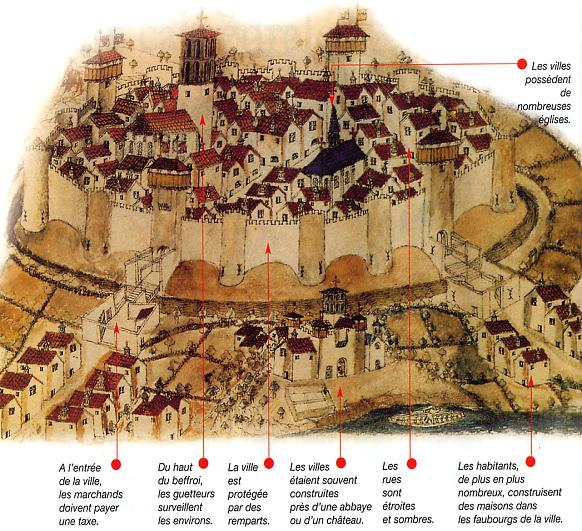 Les villes
possèdent
de
nombreuses
églises.
A l'entrée
de la ville,
les marchands
doivent payer
une taxe.
Du haut
du beffroi,
les guetteurs
surveillent
les environs.
La ville
est
protégée
par des
remparts.
Les villes
étaient souvent
construites
près d'une abbaye
ou d'un château.
Les
rues
sont
étroites
et sombres.
Les habitants,
de plus en plus
nombreux, construisent
des maisons dans
les faubourgs de la ville.